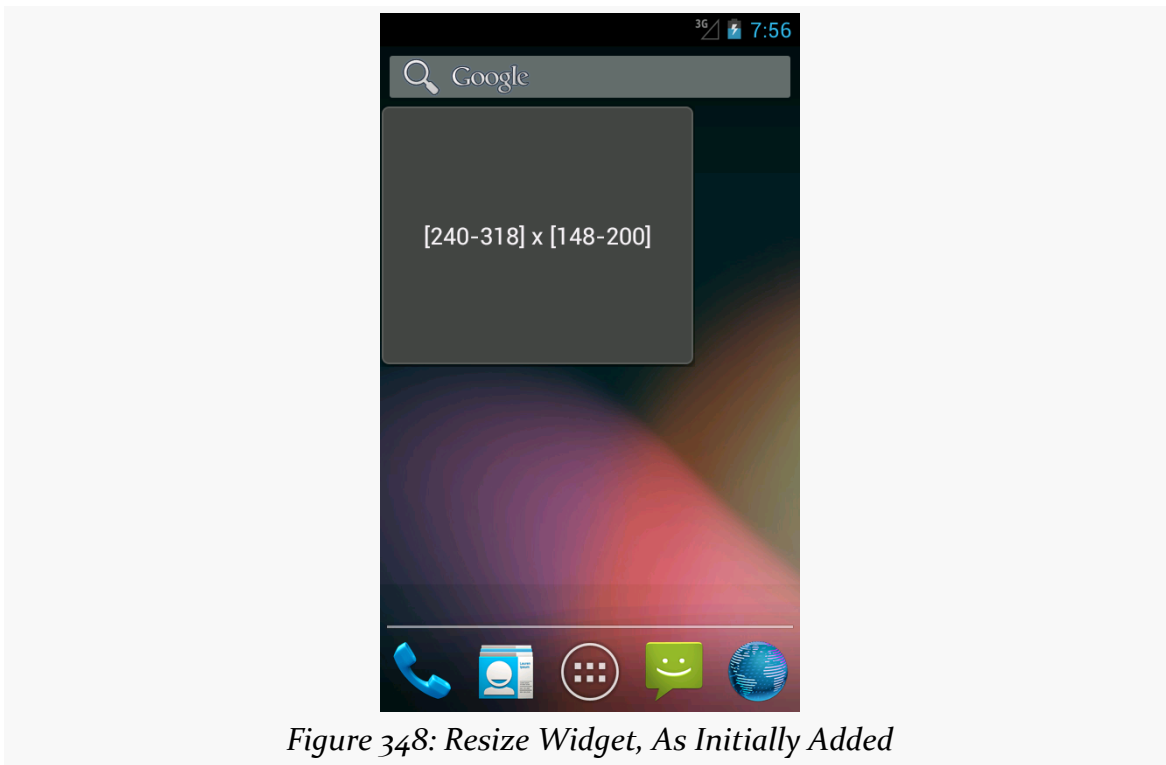 3G 7:56
Google
[240-318] x [148-200]
Figure 348: Resize Widget, As Initially Added